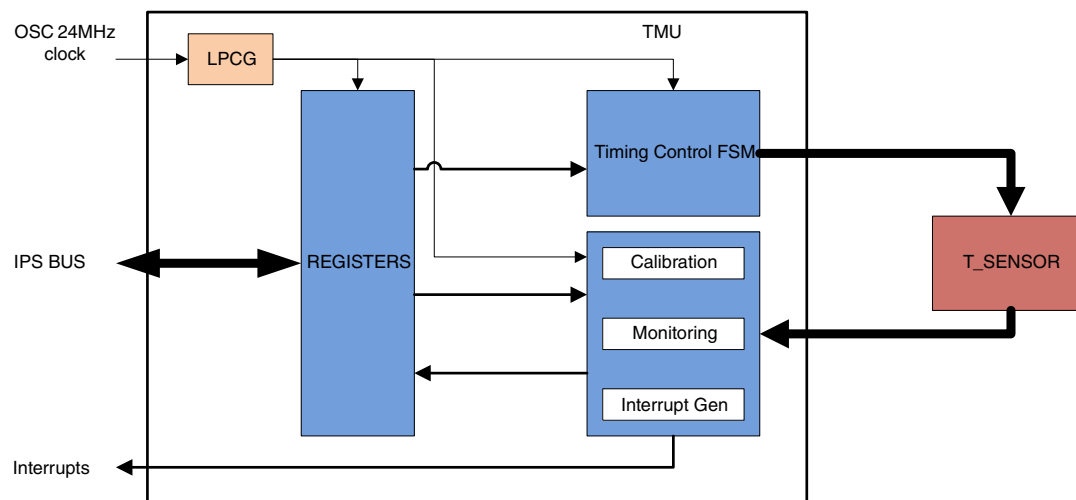 OSC 24MHz
clock
LPCG
TMU
Timing Control FSM
IPS BUS
REGISTERS
Calibration
T_SENSOR
Monitoring
Interrupt Gen
Interrupts